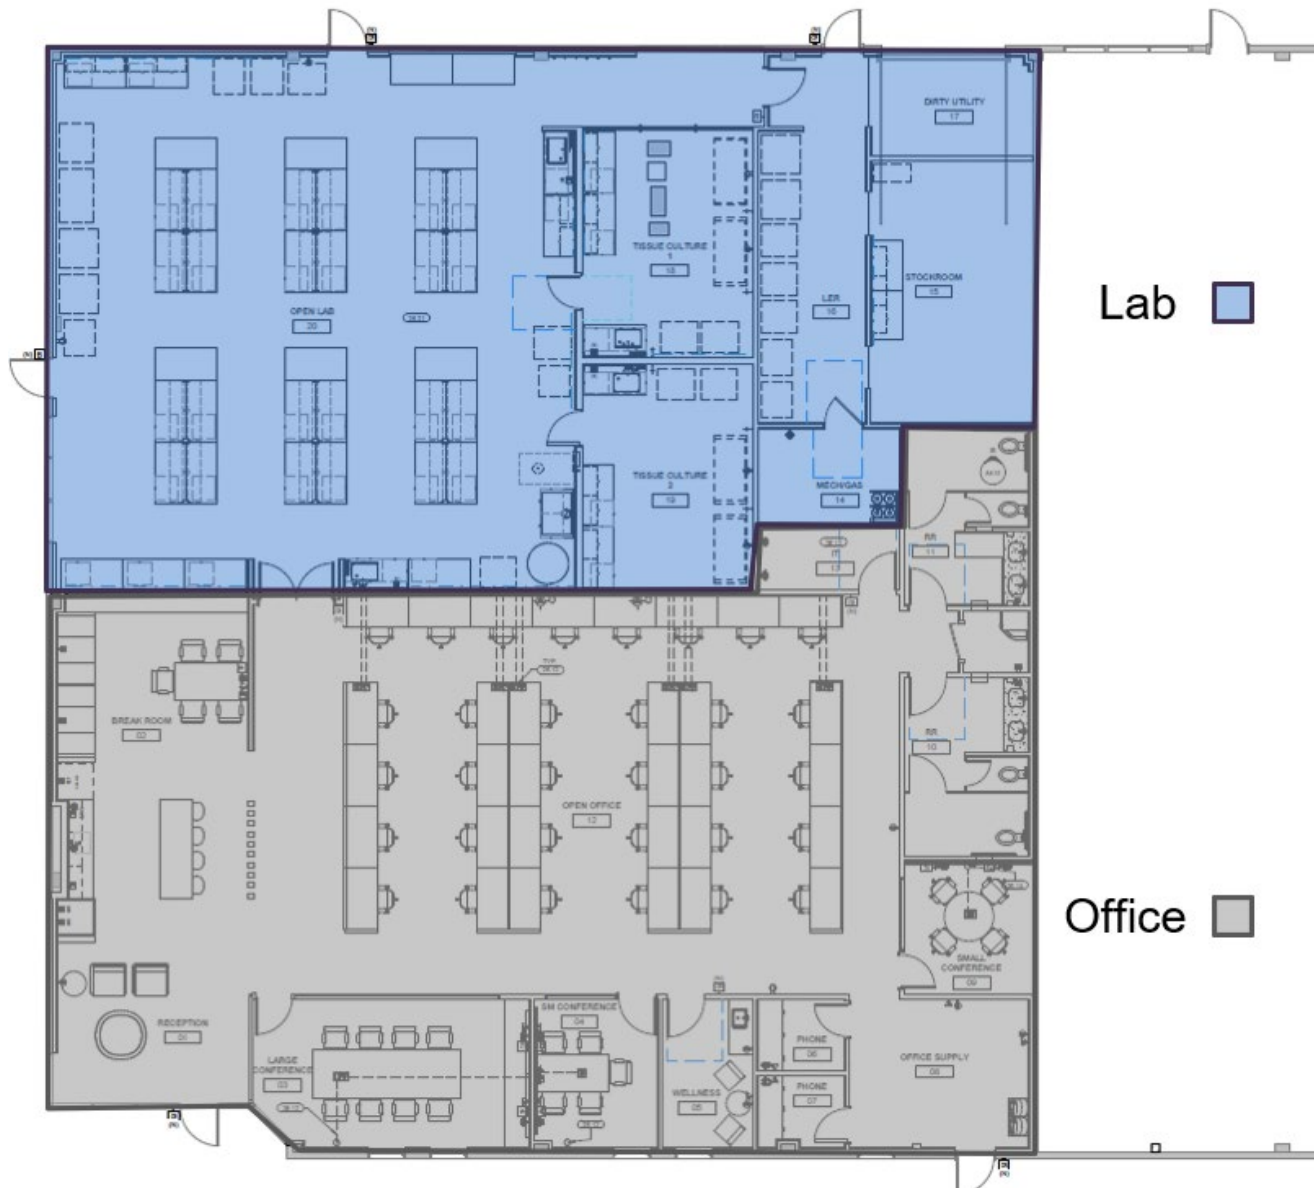 DIRTY UTILITY
17
TISSUE CULTURE
1
18
STOCKROOM
15
LER
16
OPEN LAB
20
Lab
TISSUE CULTURE
2
19
MECH/GAS
14
RR
11
IT
13
BREAK ROOM
02
RR
10
OPEN OFFICE
12
Office
SMALL
CONFERENCE
09
RECEPTION
01
SM CONFERENCE
04
LARGE
CONFERENCE
03
PHONE
06
OFFICE SUPPLY
08
WELLNESS
05
PHONE
07